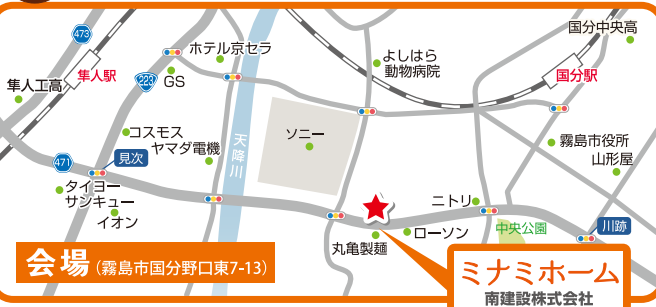 473
ホテル京セラ
よしはら
動物病院
国分中央高
隼人工高
隼人駅
223
GS
国分駅
コスモス
ヤマダ電機
天降川
ソニー
霧島市役所
山形屋
471
見次
タイヨー
サンキュー
イオン
ニトリ
丸亀製麺
ローソン
中央公園
川跡
会場(霧島市国分野口東7-13)
ミナミホーム
南建設株式会社